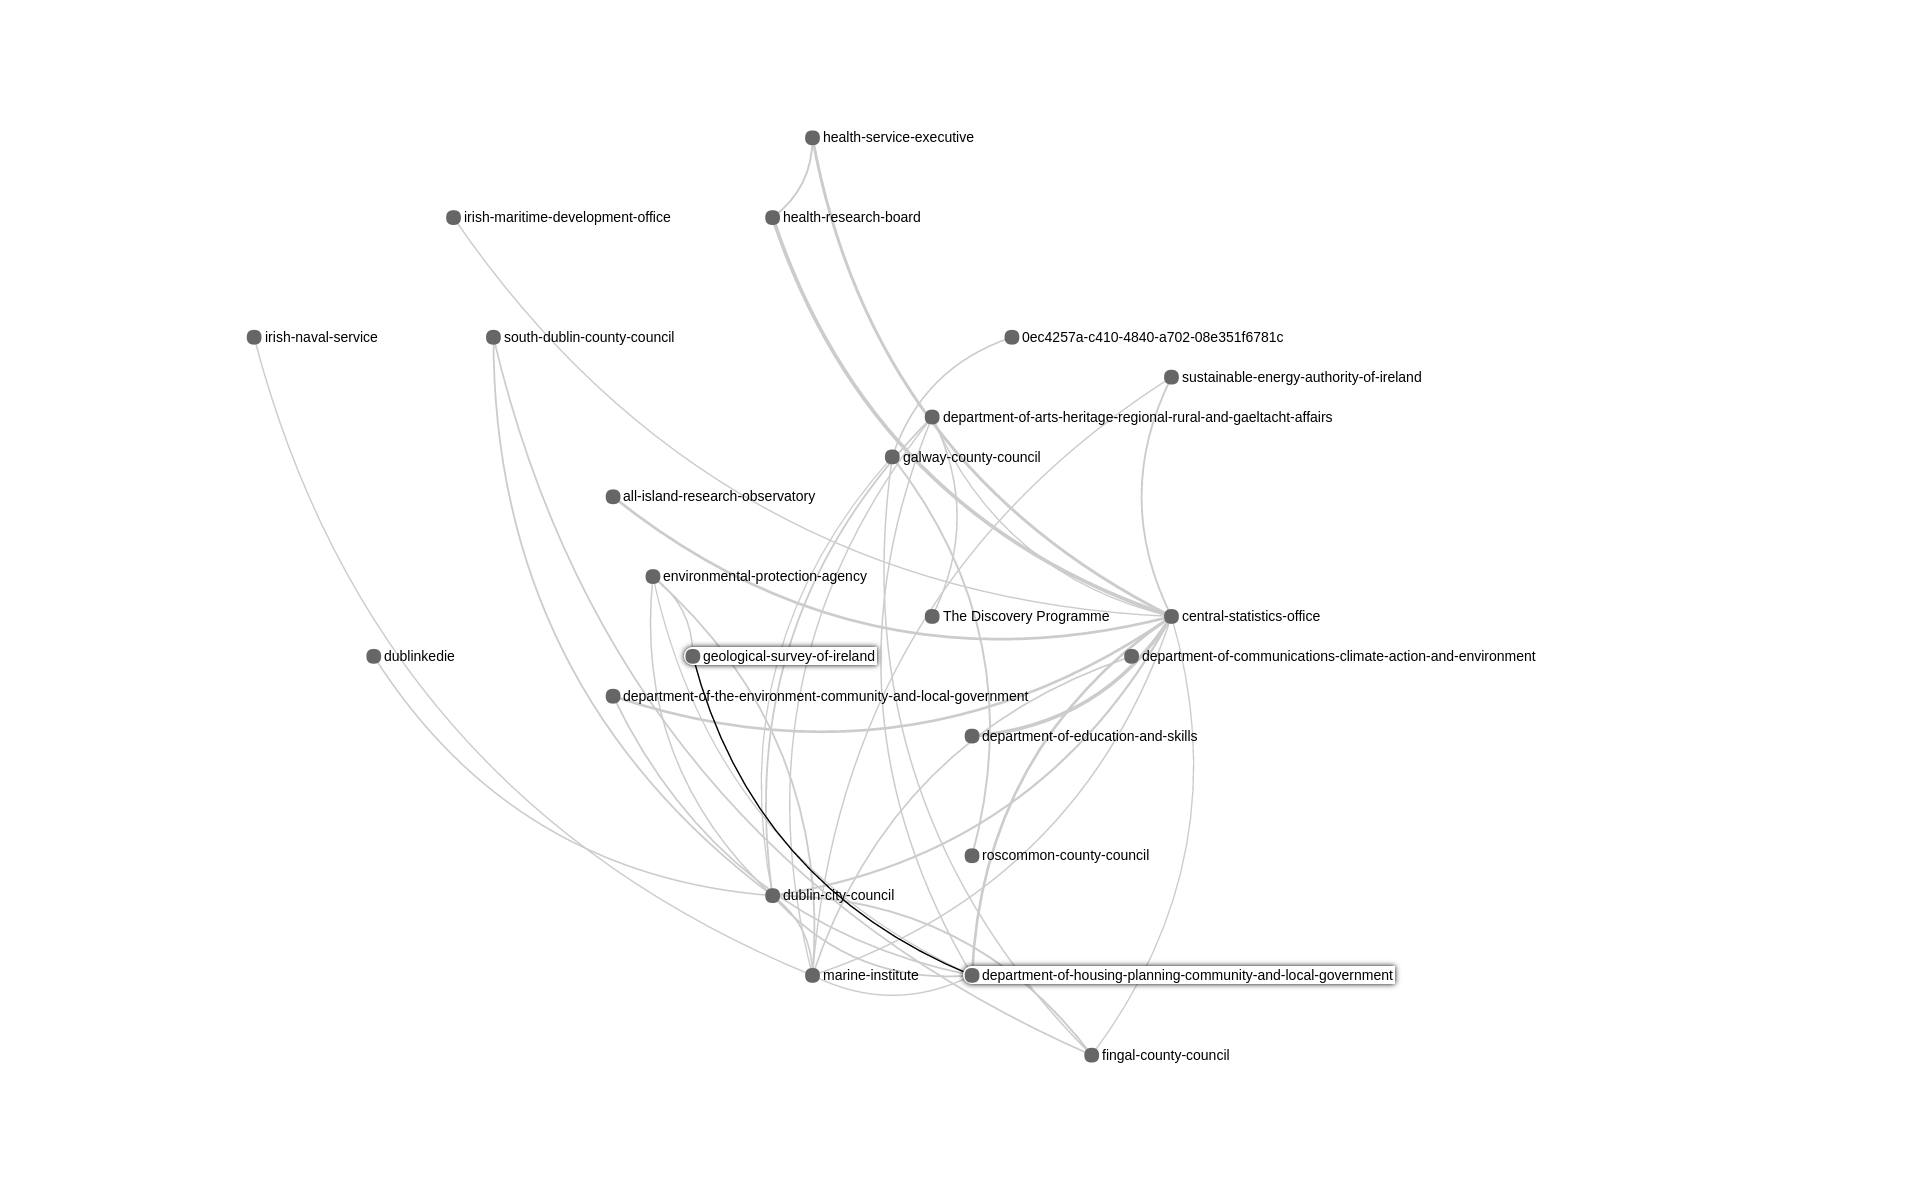 health-service-executive
irish-maritime-development-office
health-research-board
irish-naval-service
south-dublin-county-council
0ec4257a-c410-4840-a702-08e351f6781c
sustainable-energy-authority-of-ireland
department-of-arts-heritage-regional-rural-and-gaeltacht-affairs
galway-county-council
all-island-research-observatory
environmental-protection-agency
The Discovery Programme
central-statistics-office
dublinkedie
geological-survey-of-ireland
department-of-communications-climate-action-and-environment
department-of-the-environment-community-and-local-government
department-of-education-and-skills
roscommon-county-council
dublin-city-council
marine-institute
department-of-housing-planning-community-and-local-government
fingal-county-council